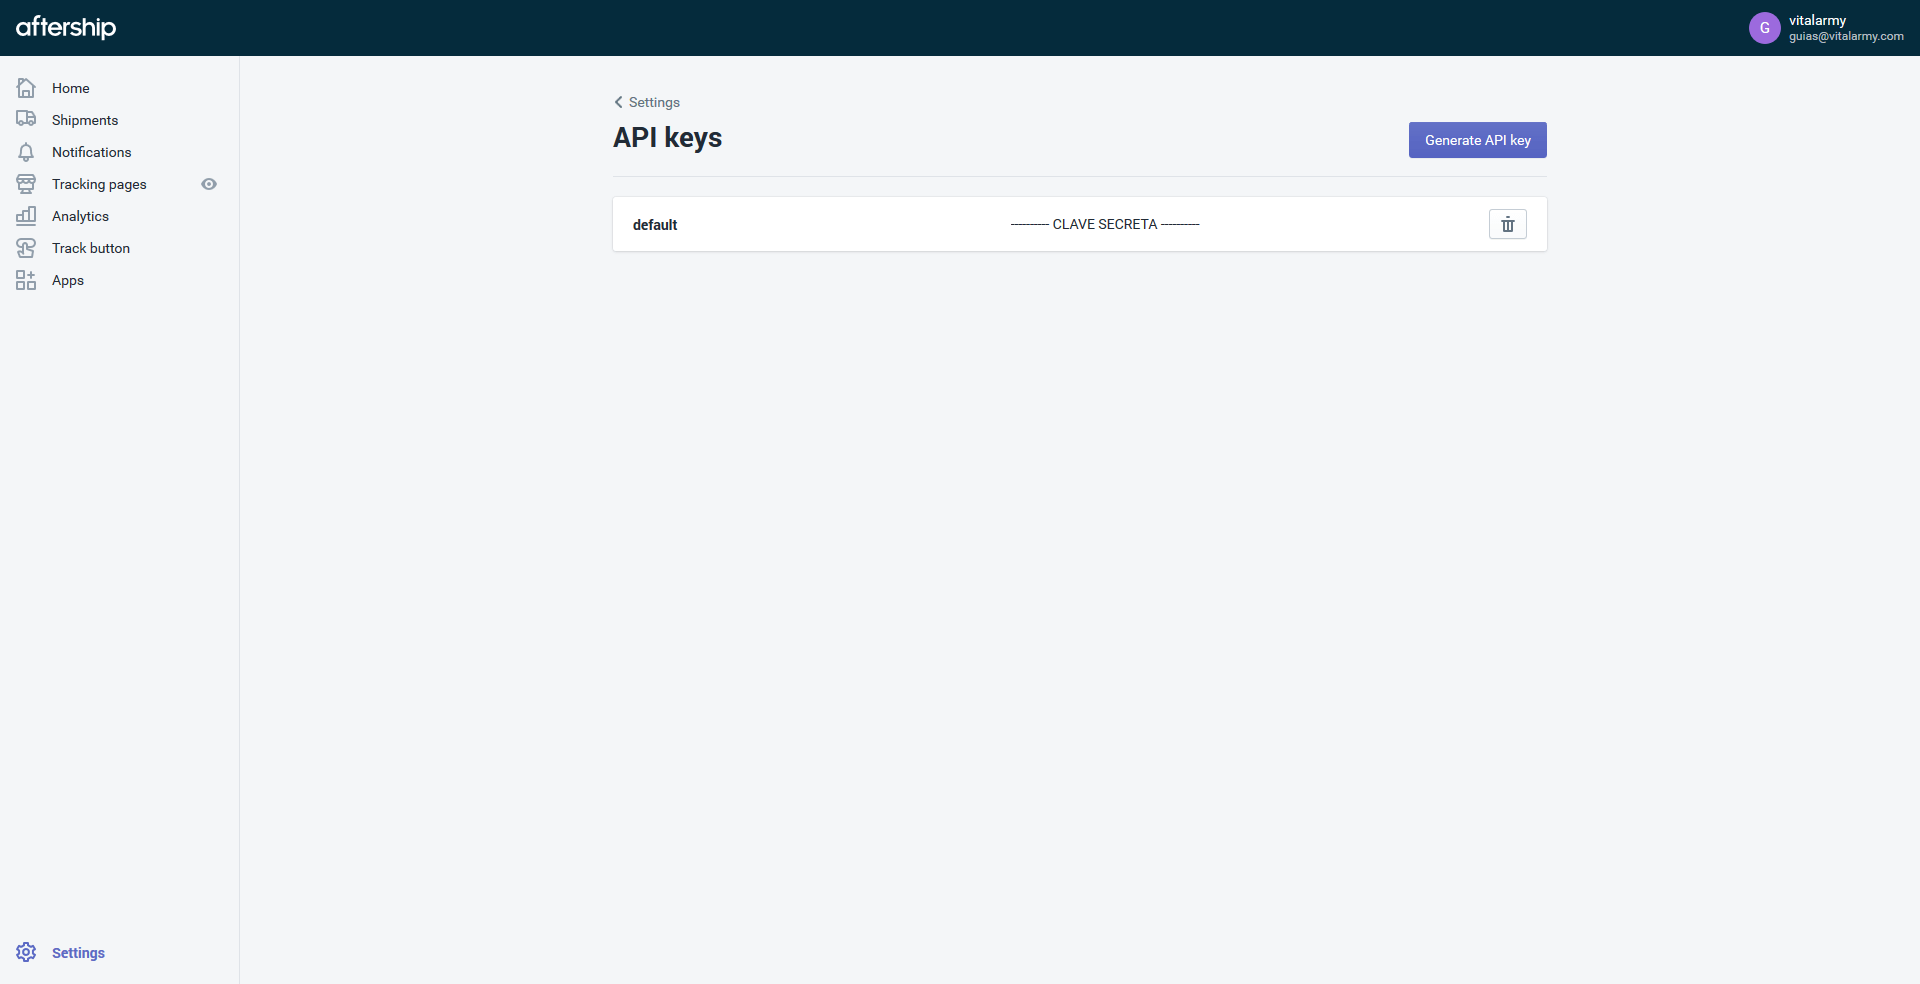 aftership
G
vitalarmy
guias@vitalarmy.com
Home
Shipments
Notifications
Tracking pages
Analytics
Track button
Apps
Settings
Settings
API keys
Generate API key
default
---------- CLAVE SECRETA ----------